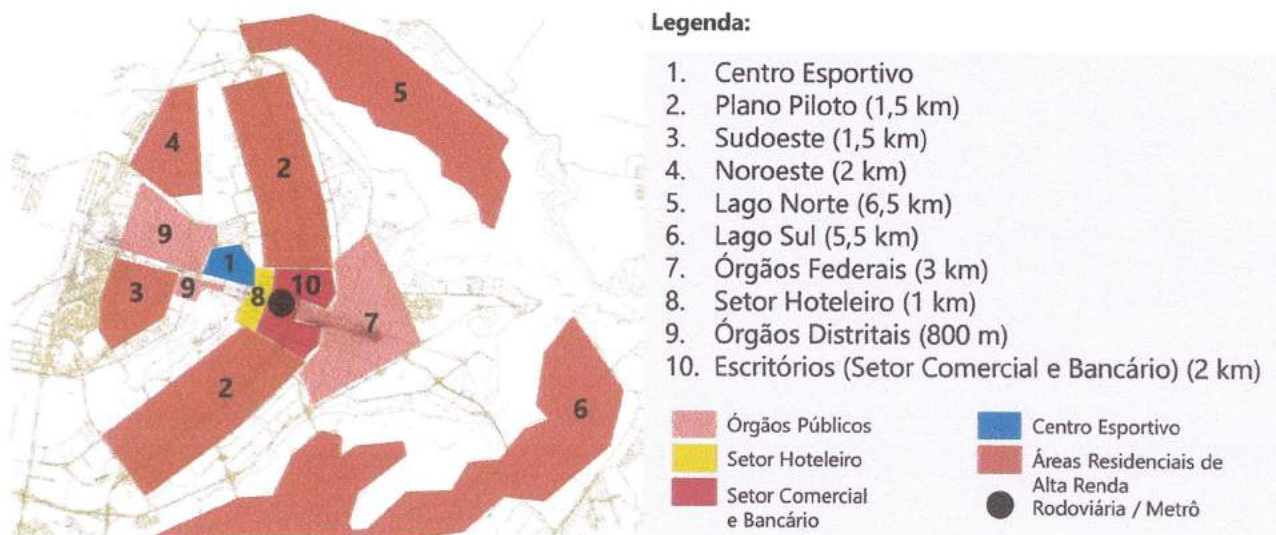 Legenda:
1. Centro Esportivo
2. Plano Piloto (1,5 km)
3. Sudoeste (1,5 km)
4. Noroeste (2 km)
5. Lago Norte (6,5 km)
6. Lago Sul (5,5 km)
7. Órgãos Federais (3 km)
8. Setor Hoteleiro (1 km)
9. Órgãos Distritais (800 m)
10. Escritórios (Setor Comercial e Bancário) (2 km)
Órgãos Públicos
Setor Hoteleiro
Setor Comercial
e Bancário
Centro Esportivo
Áreas Residenciais de
Alta Renda
Rodoviária / Metrô
5
4
2
9
1
10
3
9
8
7
2
6